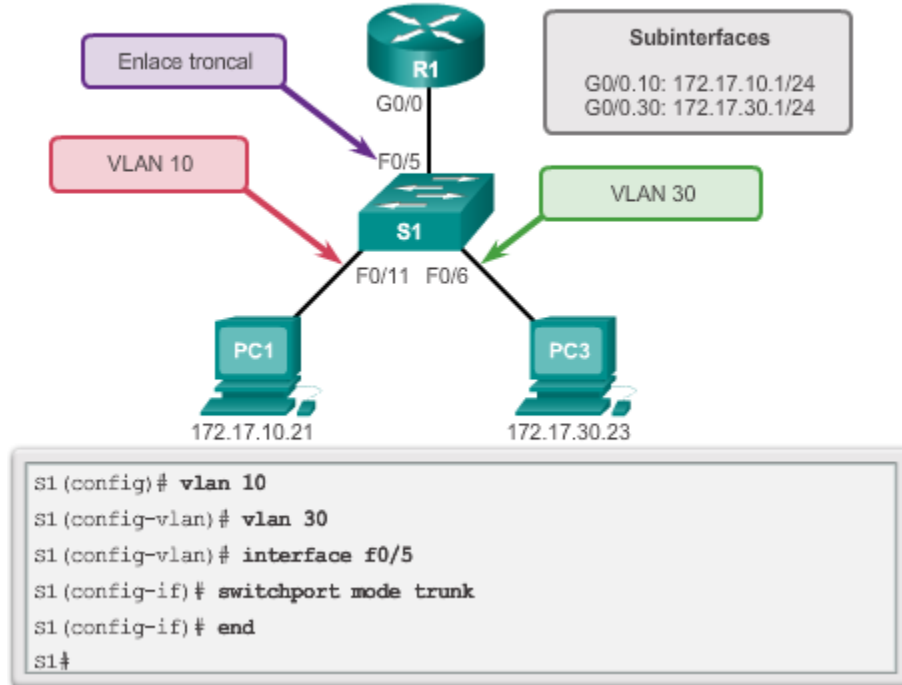 Enlace troncal
R1
Subinterfaces
G0/0.10: 172.17.10.1/24
G0/0.30: 172.17.30.1/24
G0/0
VLAN 10
F0/5
VLAN 30
S1
F0/11 F0/6
PC1
PC3
172.17.10.21
172.17.30.23
S1(config)# vlan 10
S1(config-vlan)# vlan 30
S1(config-vlan)# interface f0/5
S1(config-if)# switchport mode trunk
S1(config-if)# end
S1#